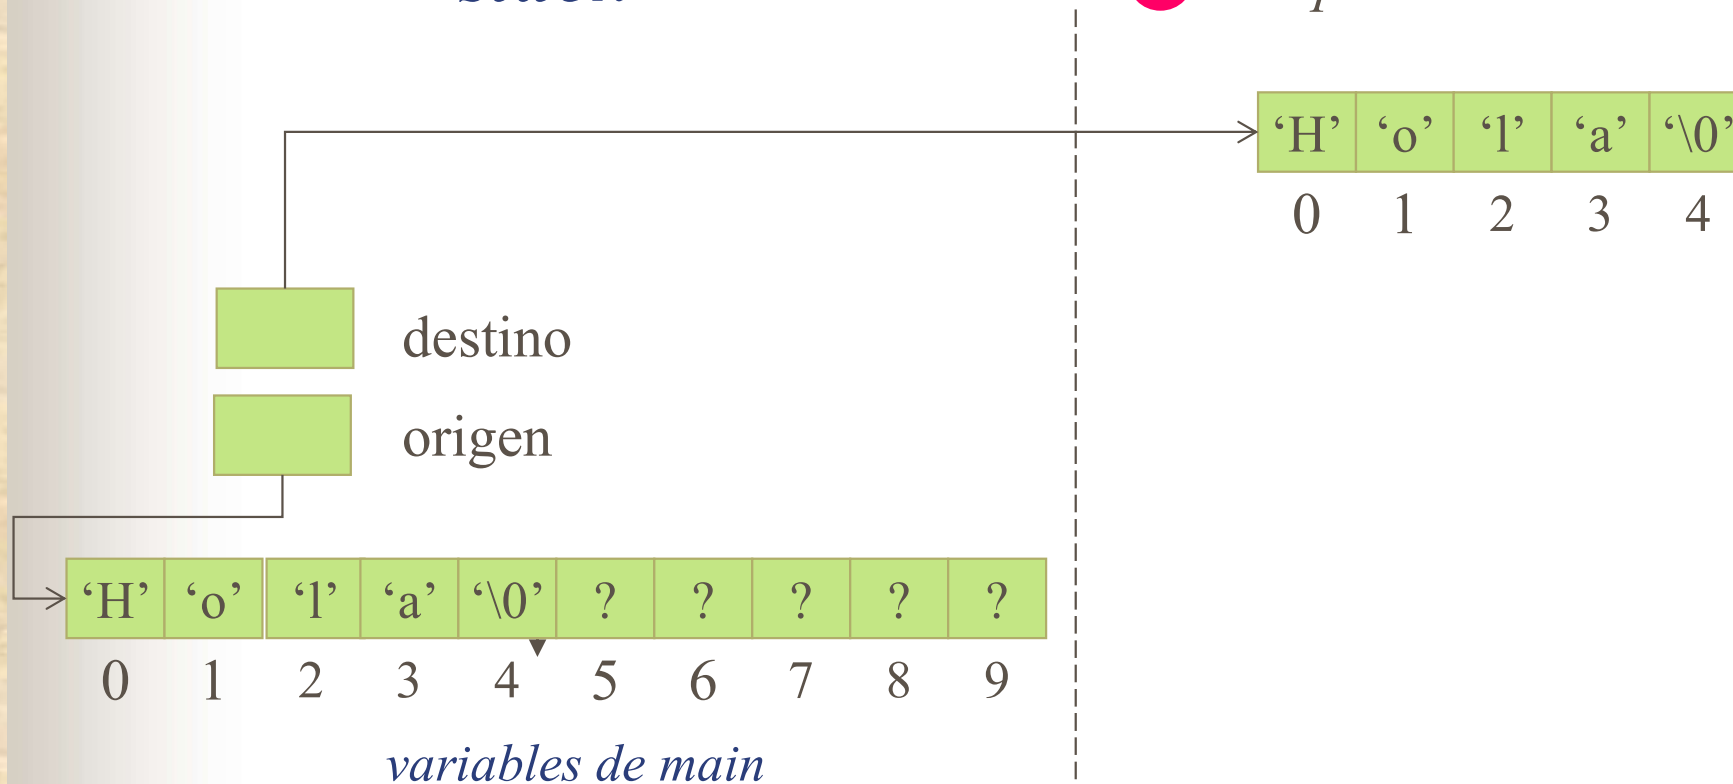 ‘H’ ‘o’ ‘l’ ‘a’ ‘\0’
0 1 2 3 4
destino
origen
‘H’ ‘o’ ‘l’ ‘a’ ‘\0’ ? ? ? ? ?
0 1 2 3 4 5 6 7 8 9
variables de main